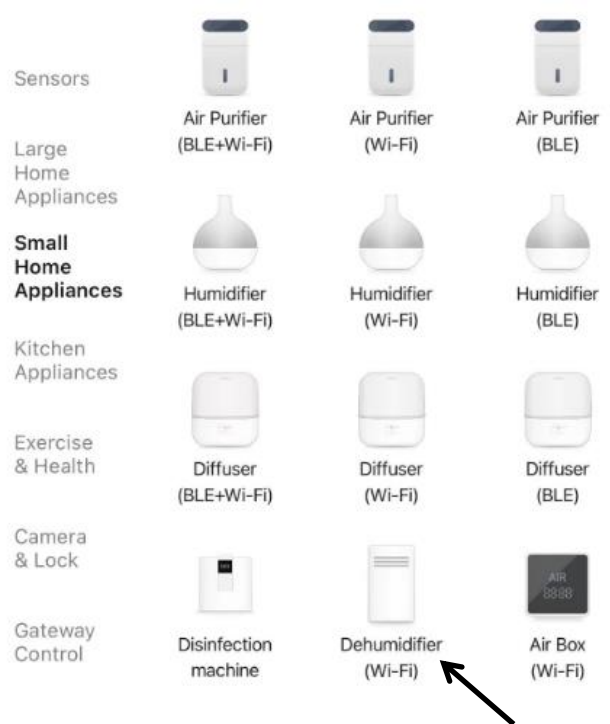 Sensors
Large
Home
Appliances
Small
Home
Appliances
Kitchen
Appliances
Exercise
& Health
Camera
& Lock
Gateway
Control
Air Purifier
(BLE+Wi-Fi)
Air Purifier
(Wi-Fi)
Air Purifier
(BLE)
Humidifier
(BLE+Wi-Fi)
Humidifier
(Wi-Fi)
Humidifier
(BLE)
Diffuser
(BLE+Wi-Fi)
Diffuser
(Wi-Fi)
Diffuser
(BLE)
Disinfection
machine
Dehumidifier
(Wi-Fi)
AIR
8888
Air Box
(Wi-Fi)